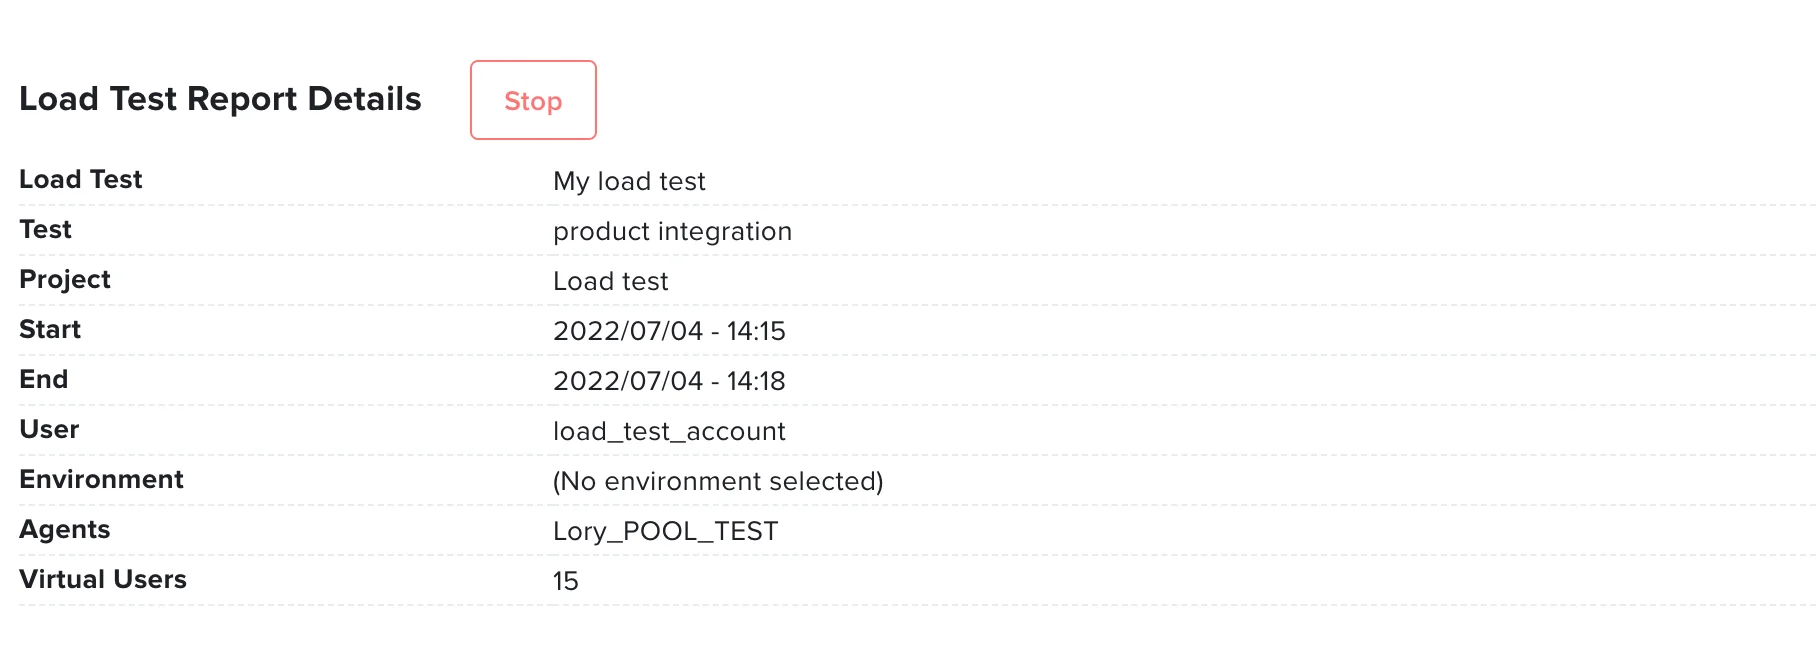 Load Test Report Details
Stop
Load Test My load test
Test product integration
Project Load test
Start 2022/07/04 - 14:15
End 2022/07/04 - 14:18
User load_test_account
Environment (No environment selected)
Agents Lory_POOL_TEST
Virtual Users 15